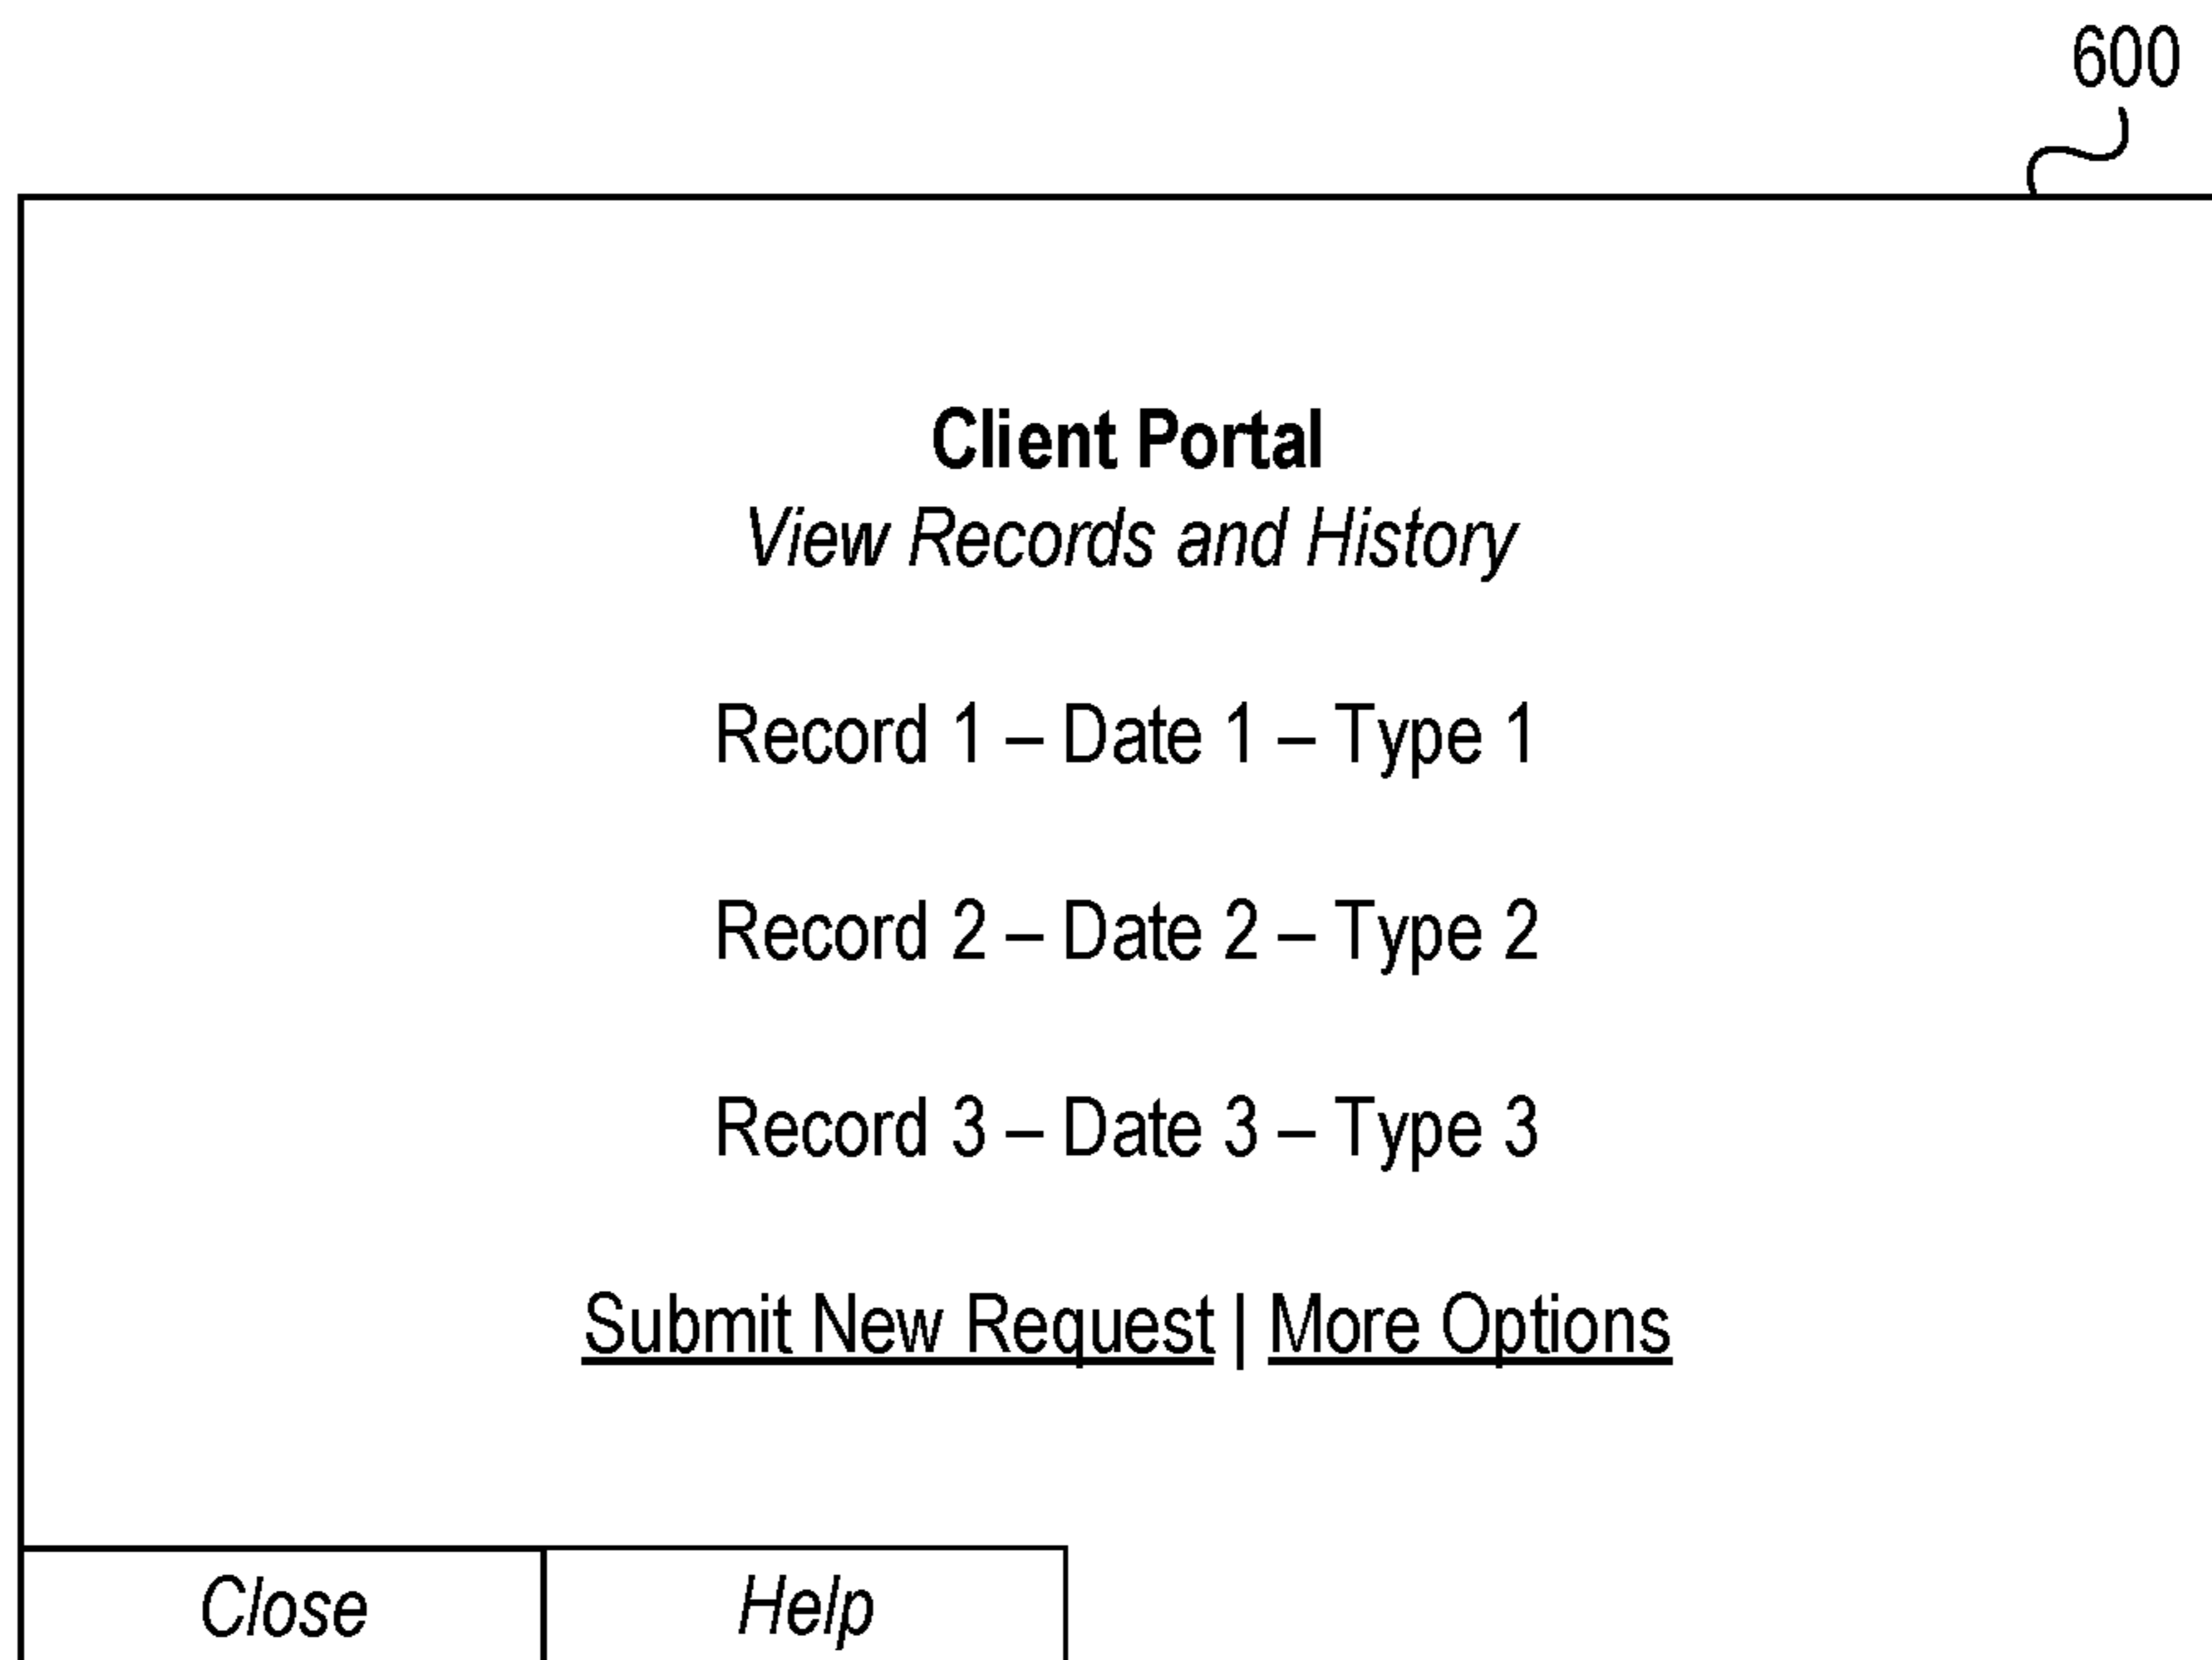 600
Client Portal
View Records and History
Record 1 – Date 1 – Type 1
Record 2 – Date 2 – Type 2
Record 3 – Date 3 – Type 3
Submit New Request | More Options
Close Help